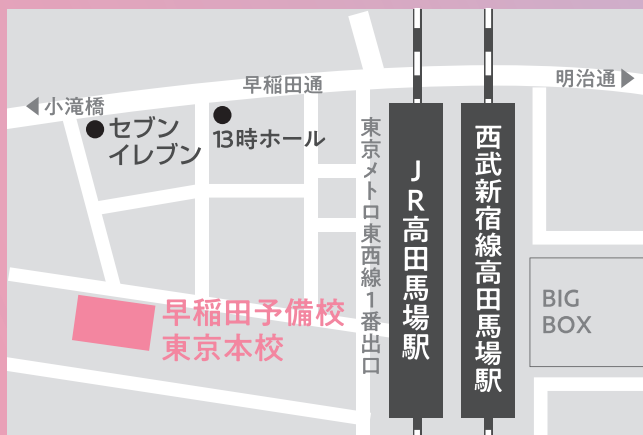 早稲田通
明治通
小滝橋
セブン
イレブン
13時ホール
東京メトロ東西線1番出口
JR高田馬場駅
西武新宿線高田馬場駅
BIG
BOX
早稲田予備校
東京本校